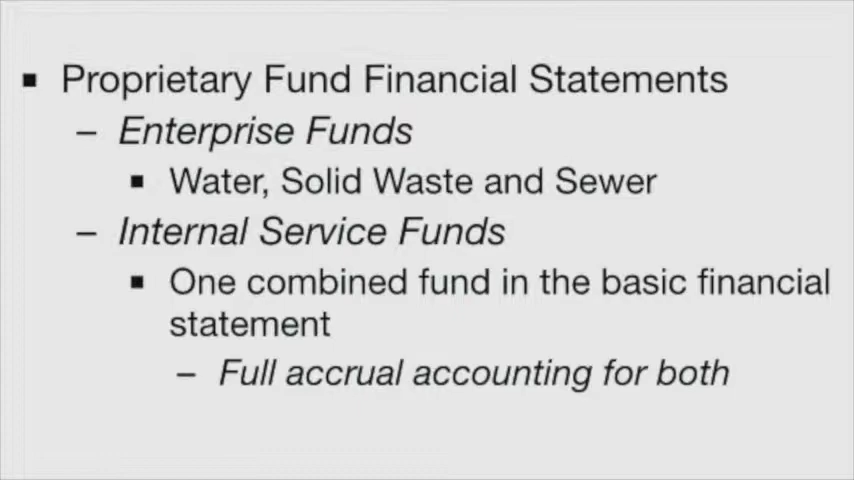 ▪ Proprietary Fund Financial Statements
– Enterprise Funds
▪ Water, Solid Waste and Sewer
– Internal Service Funds
▪ One combined fund in the basic financial
statement
– Full accrual accounting for both